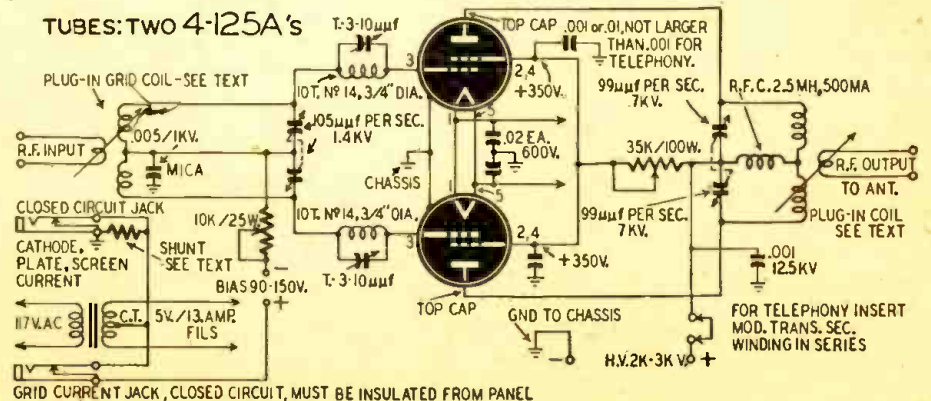 TUBES: TWO 4-125A's
T.-3-10µµf
TOP CAP
.001 or .01, NOT LARGER
THAN .001 FOR
TELEPHONY.
PLUG-IN GRID COIL-SEE TEXT
3
2,4
+350V.
10T. Nº 14, 3/4" DIA.
99µµf PER SEC.
7KV.
R.F.C. 2.5 MH, 500MA
.005/1KV.
.105µµf PER SEC.
1.4KV.
1
5
.02 EA.
600V.
35K/100W.
R.F. INPUT
MICA
CHASSIS
R.F. OUTPUT
TO ANT.
CLOSED CIRCUIT JACK
10K/25W
10T. Nº 14, 3/4" DIA.
1
5
99µµf PER SEC.
7KV.
PLUG-IN COIL
SEE TEXT
CATHODE,
PLATE, SCREEN
CURRENT
SHUNT
SEE TEXT
3
2,4
+350V.
.001
12.5KV
T.-3-10µµf
BIAS 90-150V.
-
+
TOP CAP
GND TO CHASSIS
-
FOR TELEPHONY INSERT
MOD. TRANS. SEC.
WINDING IN SERIES
117V. AC
C.T.
5V./13. AMP.
FILS
H.V. 2K-3K V.
+
GRID CURRENT JACK, CLOSED CIRCUIT, MUST BE INSULATED FROM PANEL